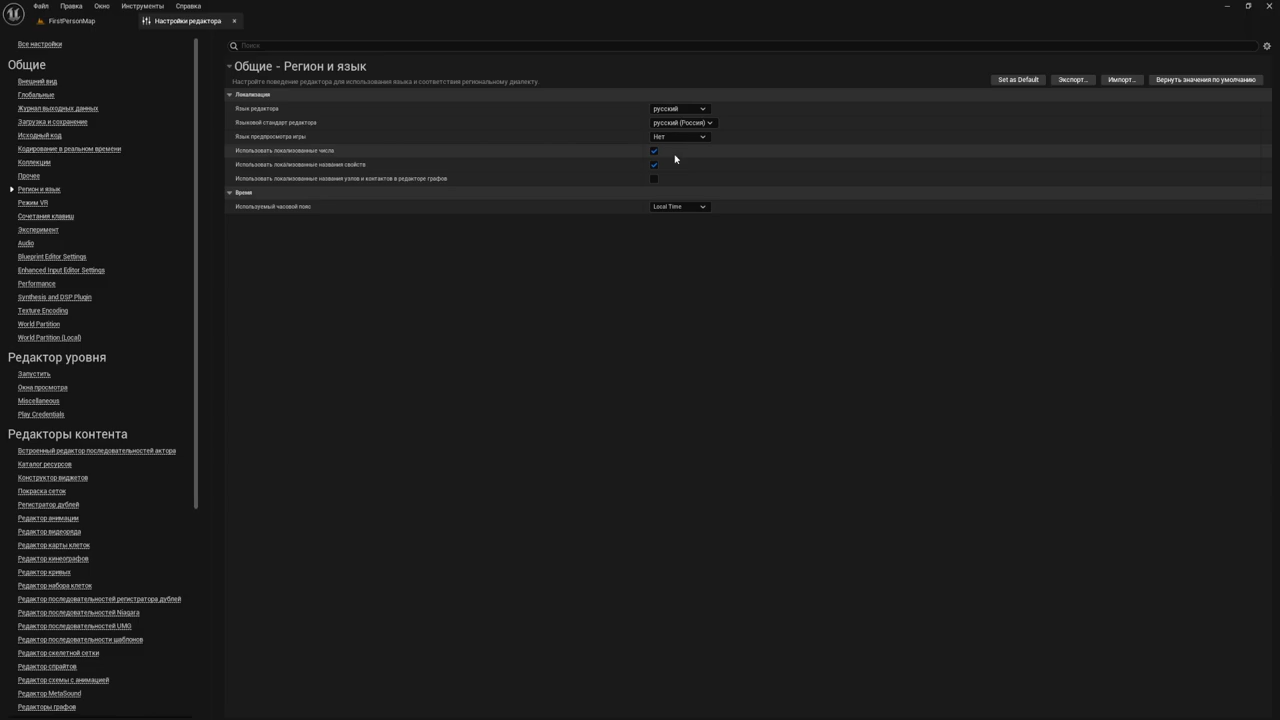 Файл Правка Окно Инструменты Справка
FirstPersonMap Настройки редактора
Все настройки
Общие
Внешний вид
Глобальные
Журнал выходных данных
Загрузка и сохранение
Исходный код
Кодирование в реальном времени
Коллекции
Прочее
Регион и язык
Режим VR
Сочетания клавиш
Эксперимент
Audio
Blueprint Editor Settings
Enhanced Input Editor Settings
Performance
Synthesis and DSP Plugin
Texture Encoding
World Partition
World Partition (Local)
Редактор уровня
Запустить
Окна просмотра
Miscellaneous
Play Credentials
Редакторы контента
Встроенный редактор последовательностей актора
Каталог ресурсов
Конструктор виджетов
Покраска сеток
Регистратор дублей
Редактор анимации
Редактор видеоряда
Редактор карты клеток
Редактор кинеографов
Редактор кривых
Редактор набора клеток
Редактор последовательностей регистратора дублей
Редактор последовательностей Niagara
Редактор последовательностей UMG
Редактор последовательности шаблонов
Редактор скелетной сетки
Редактор спрайтов
Редактор схемы с анимацией
Редактор MetaSound
Редакторы графов
Поиск
Общие - Регион и язык
Настройте поведение редактора для использования языка и соответствия региональному диалекту.
Set as Default Экспорт... Импорт... Вернуть значения по умолчанию
Локализация
Язык редактора русский
Языковой стандарт редактора русский (Россия)
Язык предпросмотра игры Нет
Использовать локализованные числа
Использовать локализованные названия свойств
Использовать локализованные названия узлов и контактов в редакторе графов
Время
Используемый часовой пояс Local Time